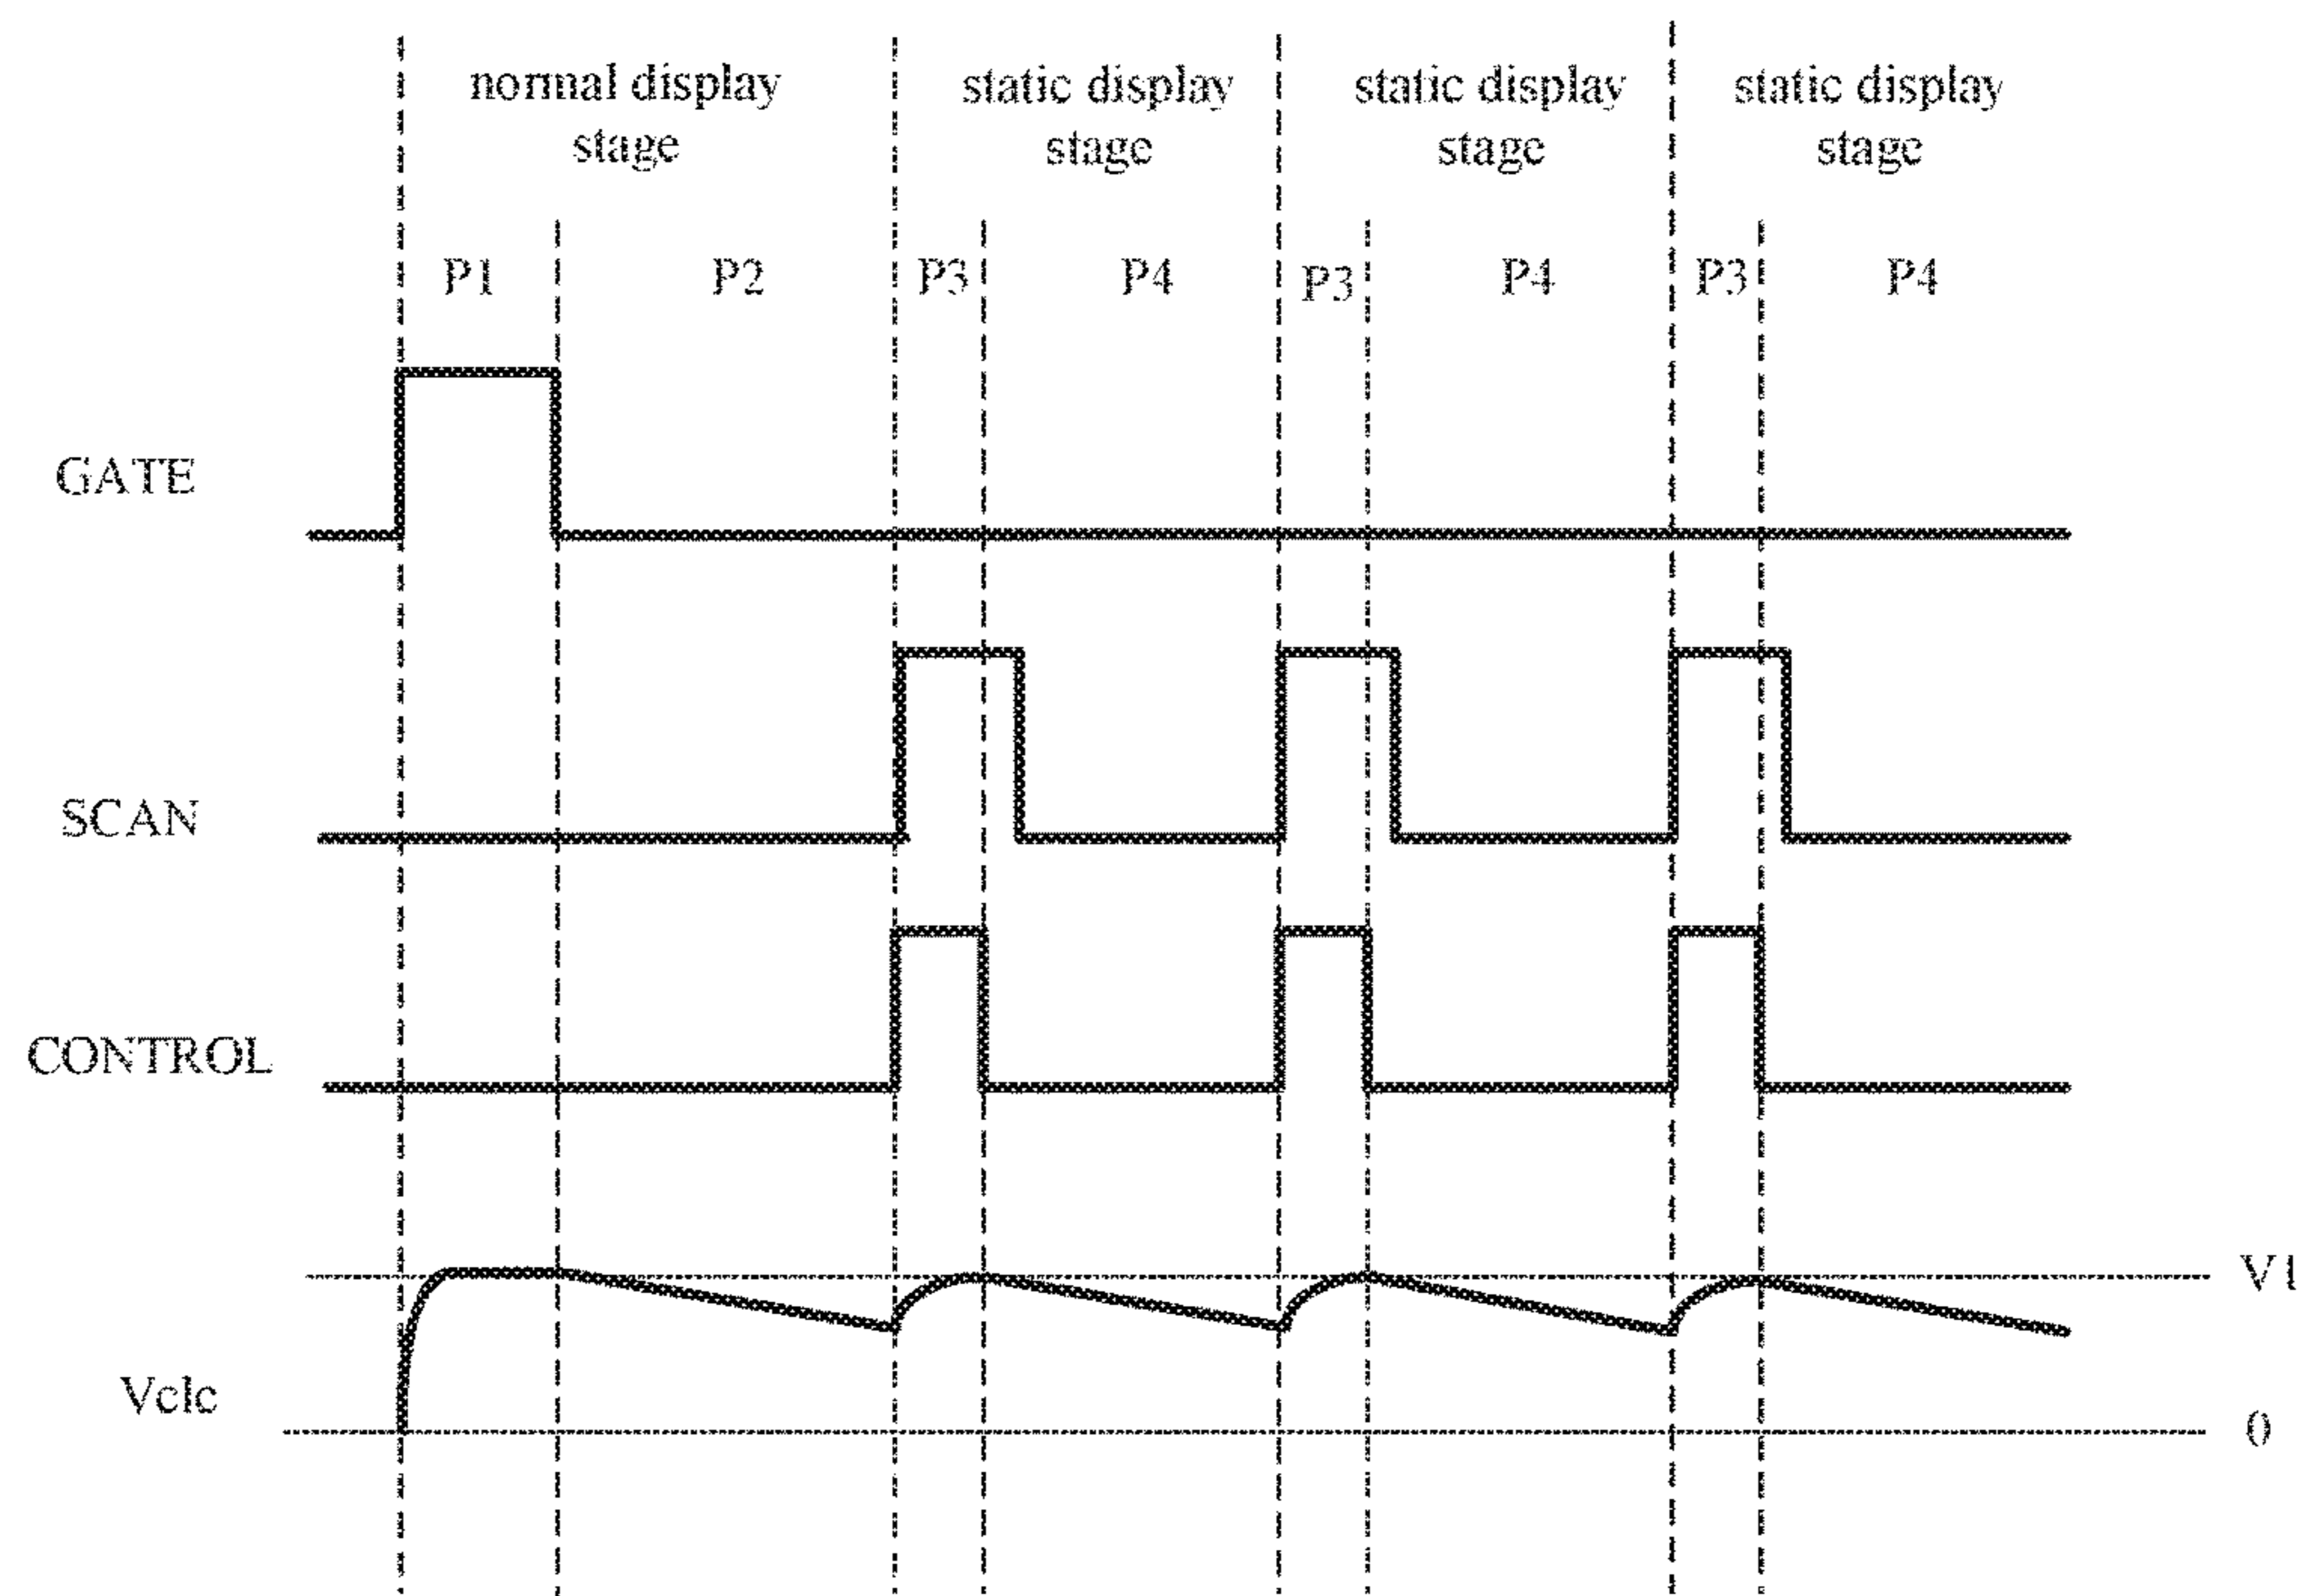 normal display
stage
static display
stage
static display
stage
static display
stage
P1
P2
P3
P4
P3
P4
P3
P4
GATE
SCAN
CONTROL
V1
Vclc
0